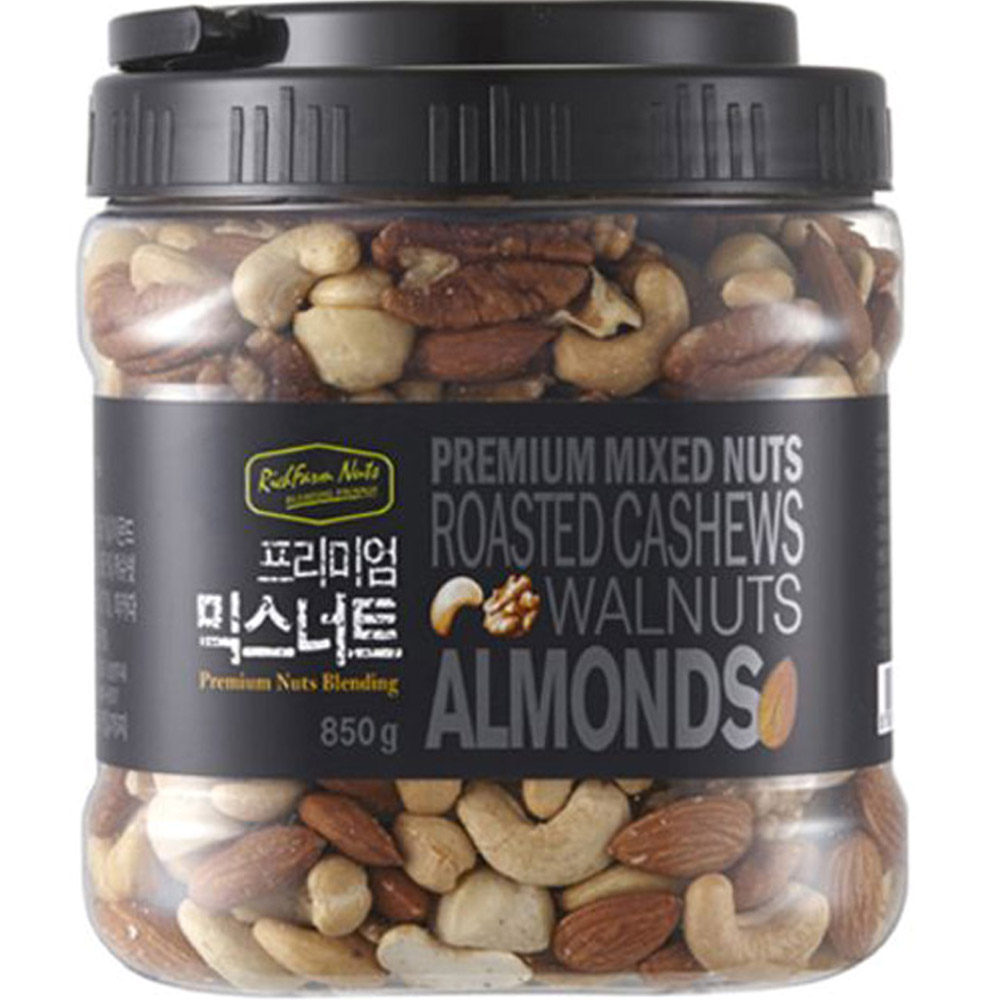 RichFarm Nuts
프리미엄
믹스너트
Premium Nuts Blending
850g
PREMIUM MIXED NUTS
ROASTED CASHEWS
WALNUTS
ALMONDS